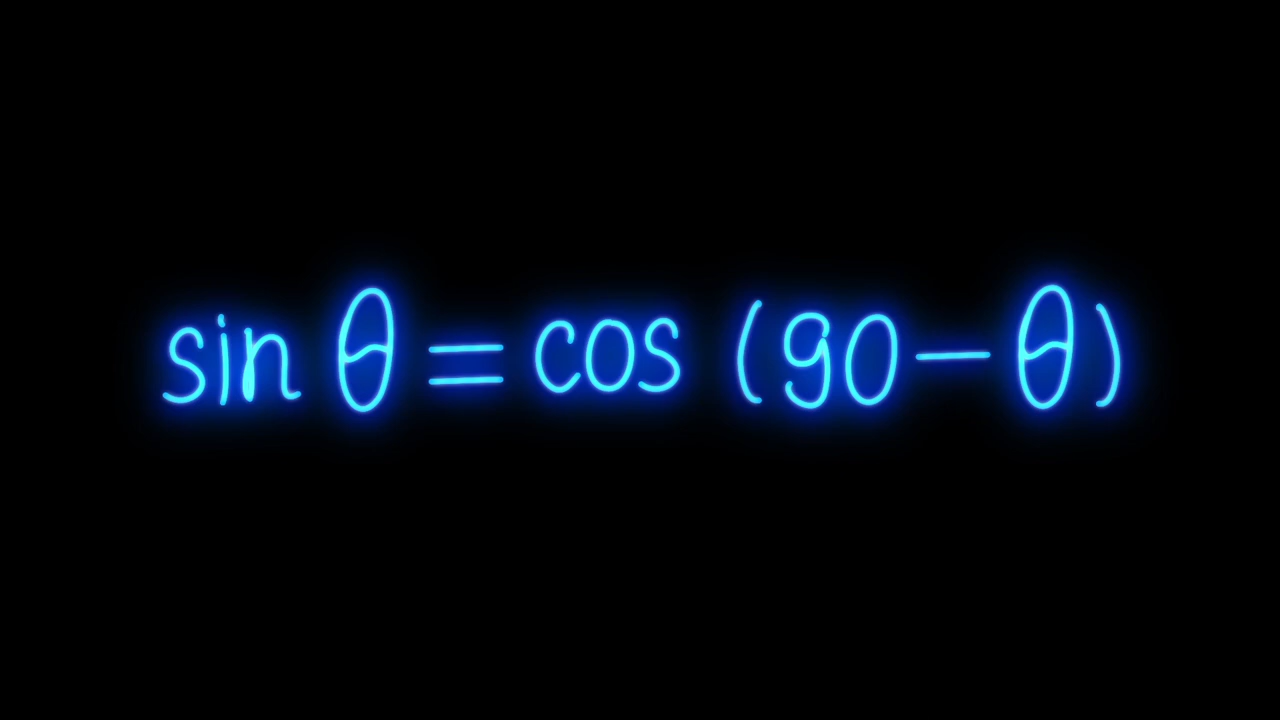 sin θ = cos (90 − θ)